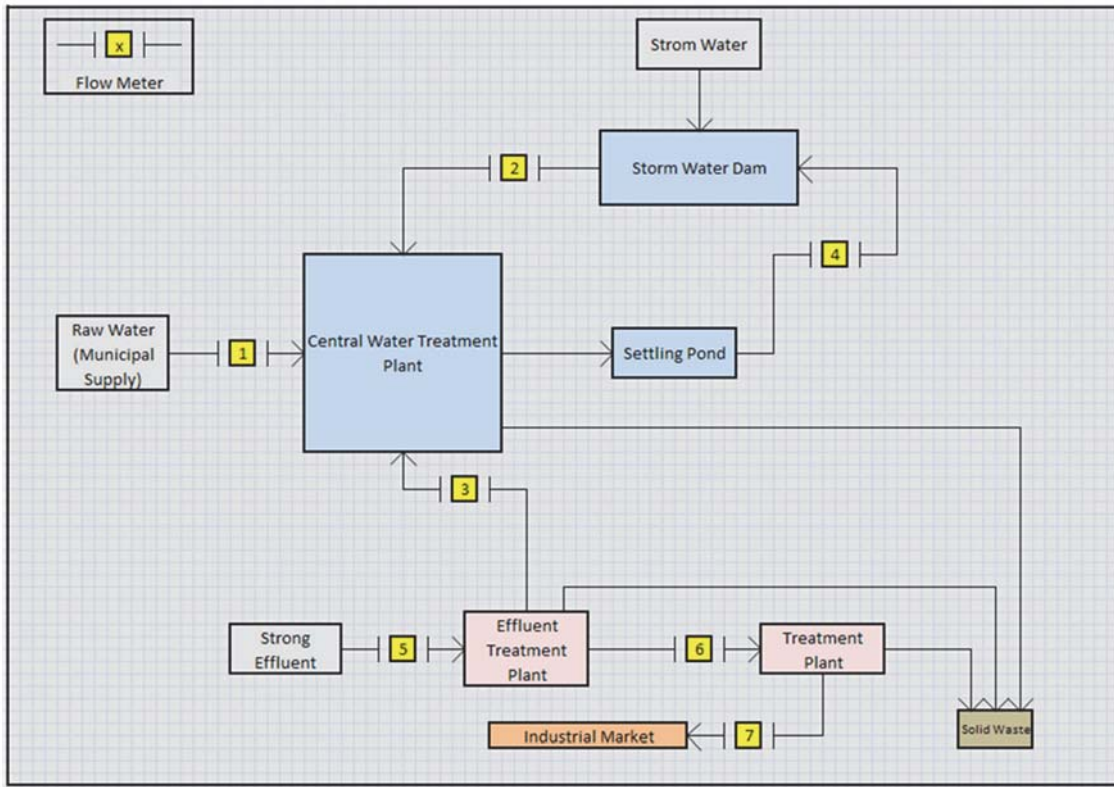 x
Flow Meter
Strom Water
Storm Water Dam
2
4
Raw Water
(Municipal
Supply)
1
Central Water Treatment
Plant
Settling Pond
3
Strong
Effluent
5
Effluent
Treatment
Plant
6
Treatment
Plant
Industrial Market
7
Solid Waste